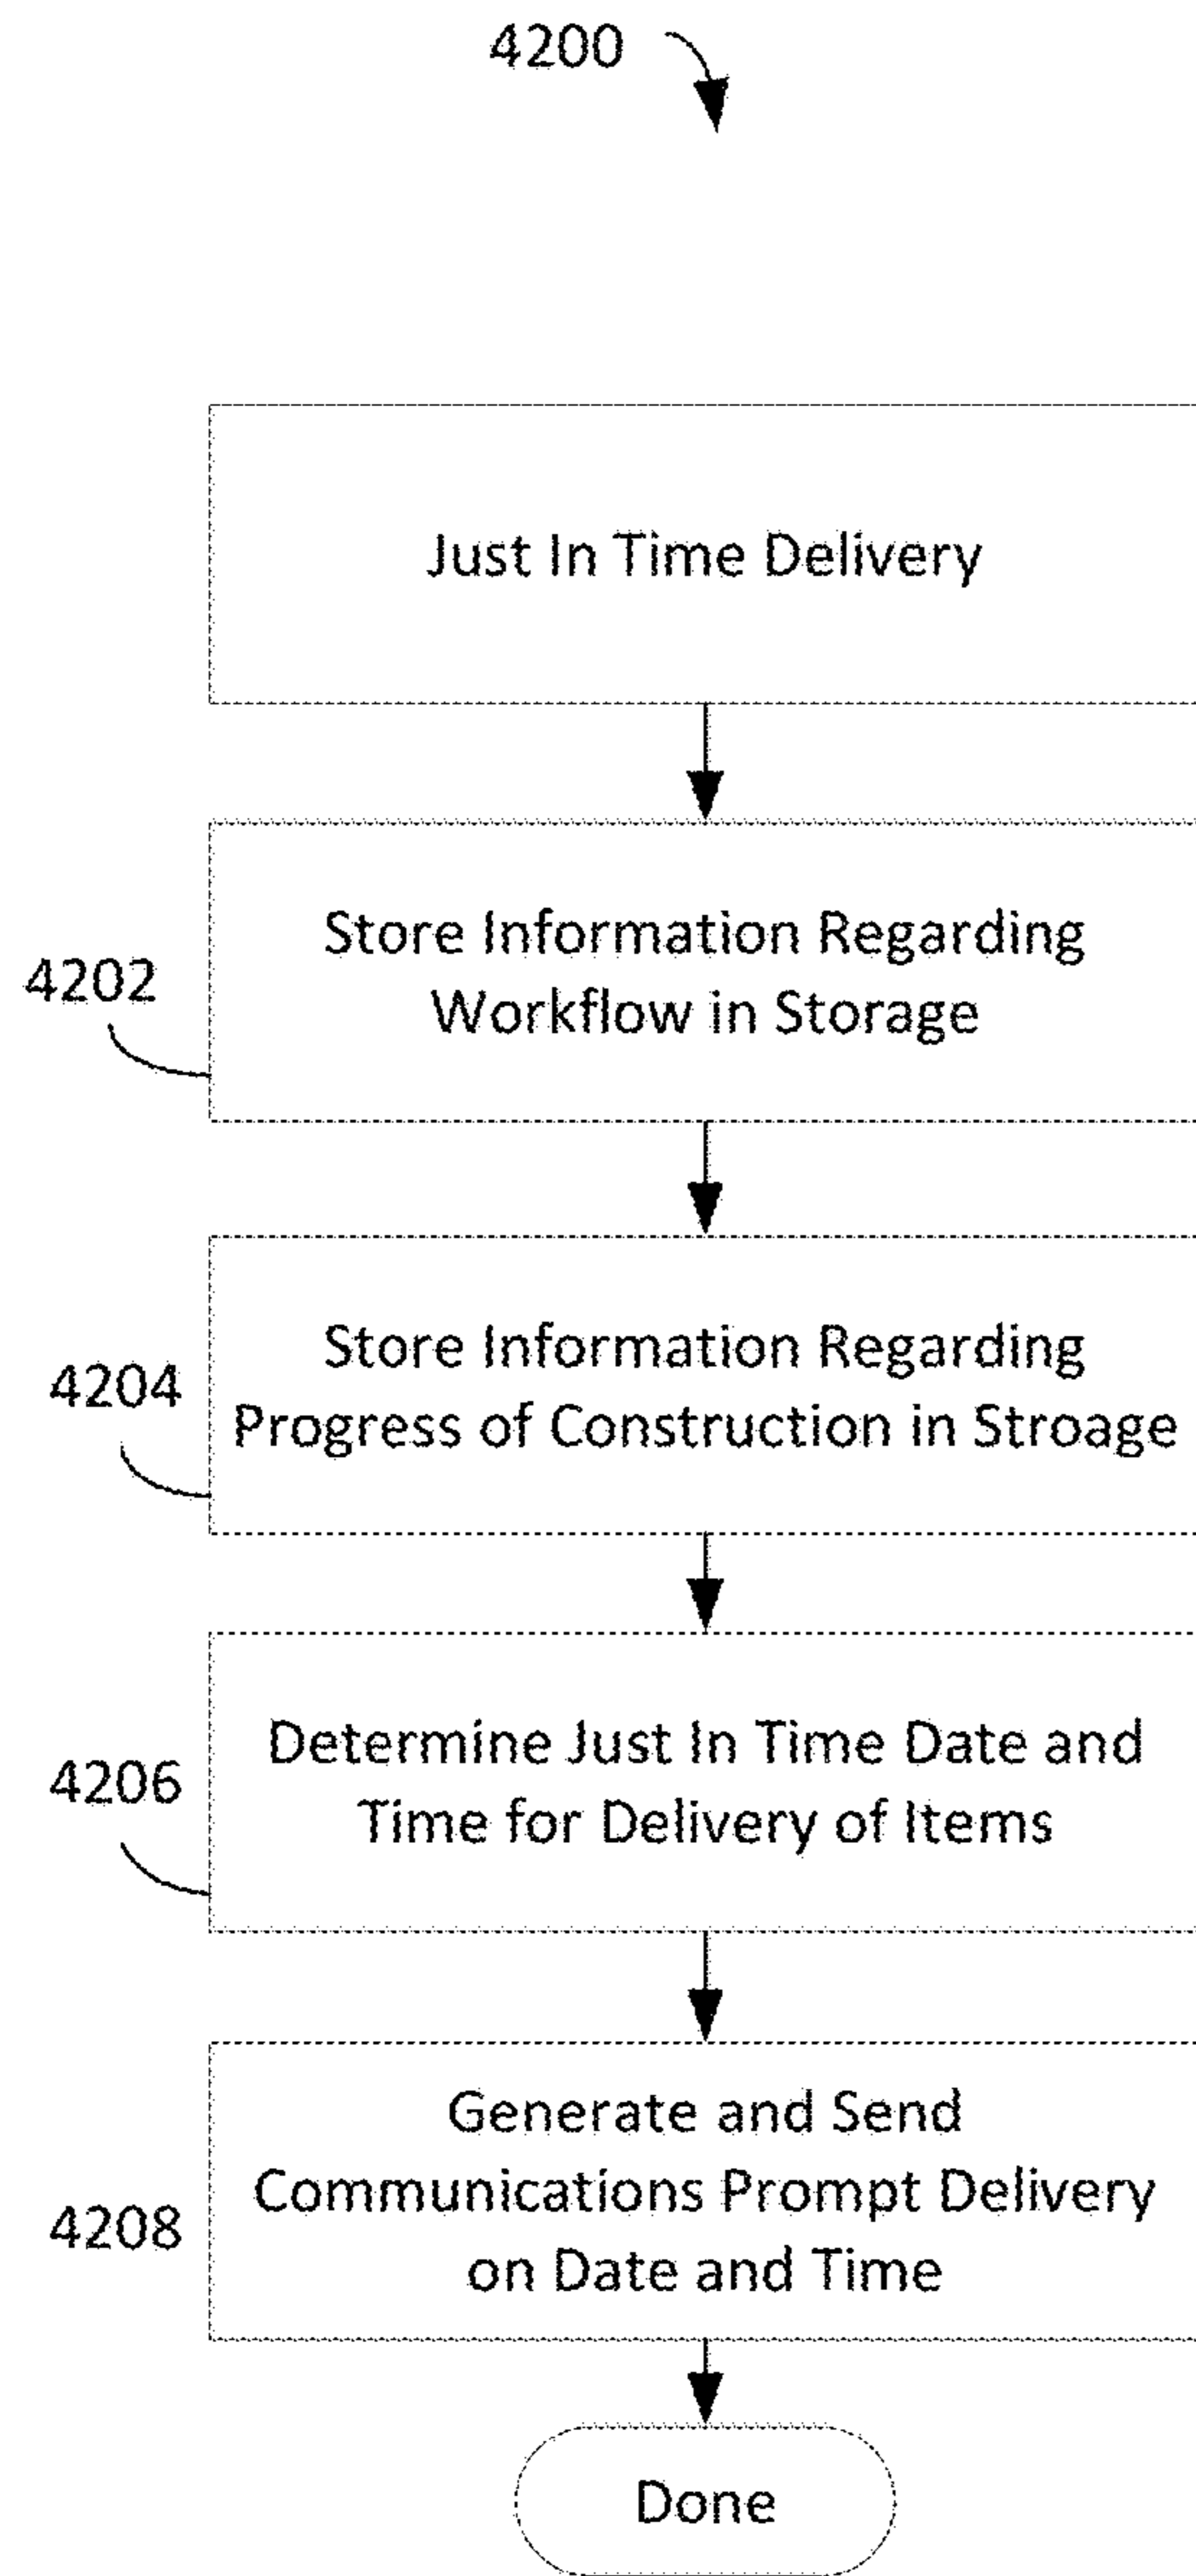 4200
Just In Time Delivery
Store Information Regarding
Workflow in Storage
4202
Store Information Regarding
Progress of Construction in Stroage
4204
Determine Just In Time Date and
Time for Delivery of Items
4206
Generate and Send
Communications Prompt Delivery
on Date and Time
4208
Done